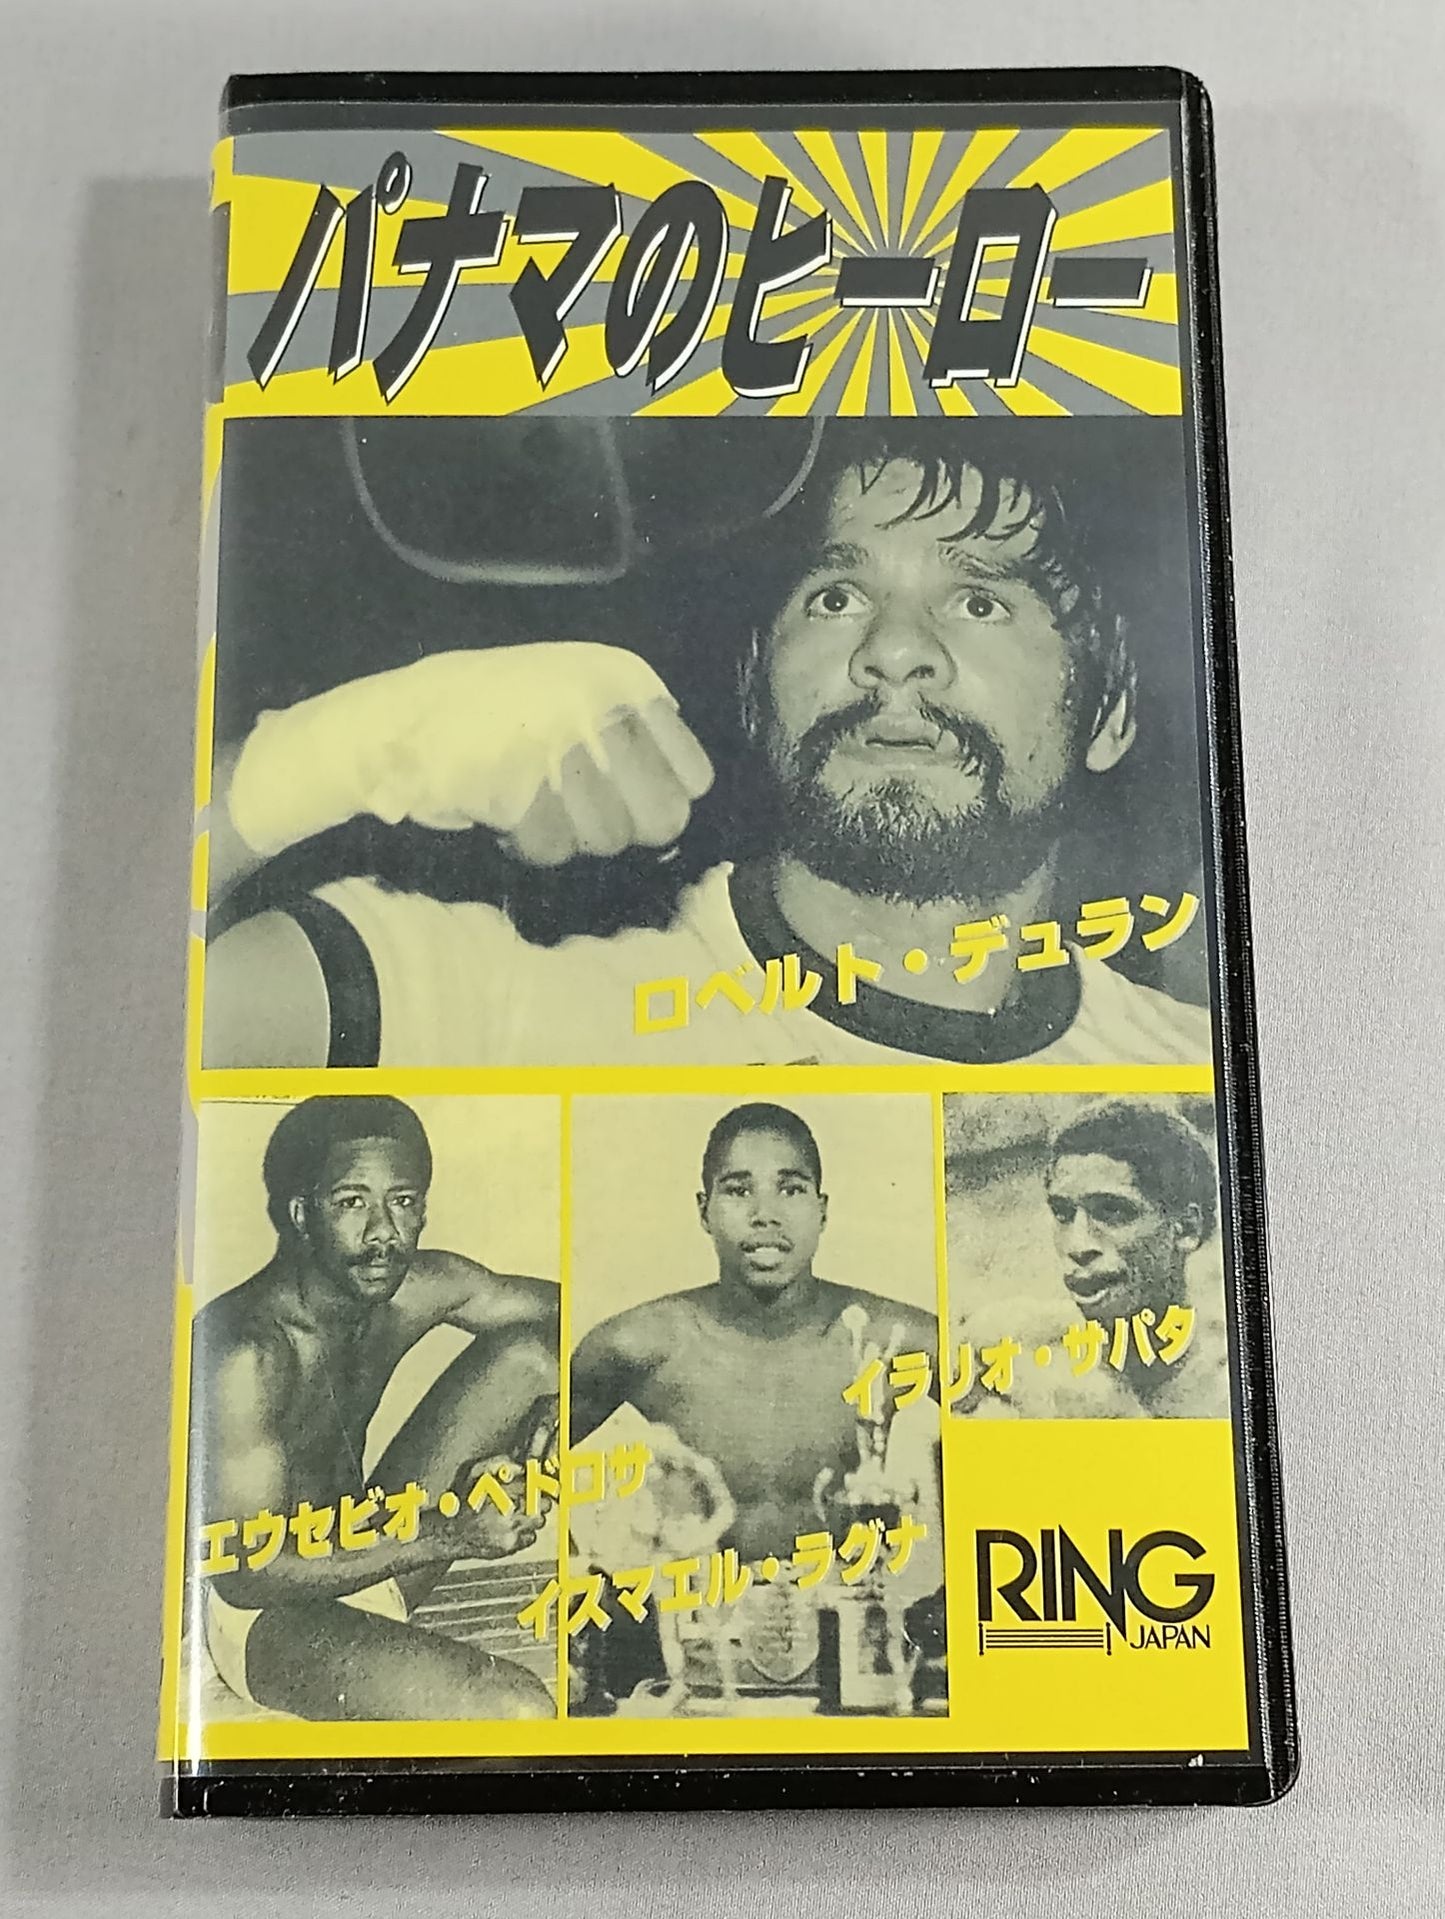 パナマのヒーロー
ロベルト・デュラン
イラリオ・サパタ
エウセビオ・ペドロサ
イスマエル・ラグナ
RING
JAPAN